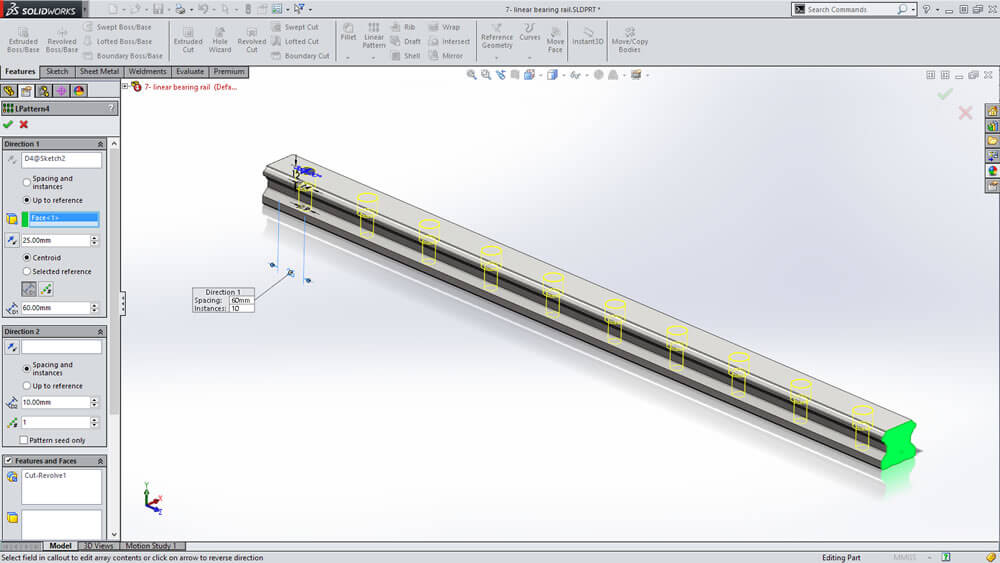 SOLIDWORKS
7- linear bearing rail.SLDPRT *
Search Commands
Extruded Boss/Base
Revolved Boss/Base
Swept Boss/Base
Lofted Boss/Base
Boundary Boss/Base
Extruded Cut
Hole Wizard
Revolved Cut
Swept Cut
Lofted Cut
Boundary Cut
Fillet
Linear Pattern
Rib
Draft
Shell
Wrap
Intersect
Mirror
Reference Geometry
Curves
Move Face
Instant3D
Move/Copy Bodies
Features
Sketch
Sheet Metal
Weldments
Evaluate
Premium
7- linear bearing rail (Defa...
LPattern4
?
Direction 1
D4@Sketch2
Spacing and
instances
Up to reference
Face<1>
25.00mm
Centroid
Selected reference
60.00mm
Direction 2
Spacing and
instances
Up to reference
10.00mm
1
Pattern seed only
Features and Faces
Cut-Revolve1
Direction 1
Spacing: 60mm
Instances: 10
Y
X
Z
Model
3D Views
Motion Study 1
Select field in callout to edit array contents or click on arrow to reverse direction
Editing Part
MMGS